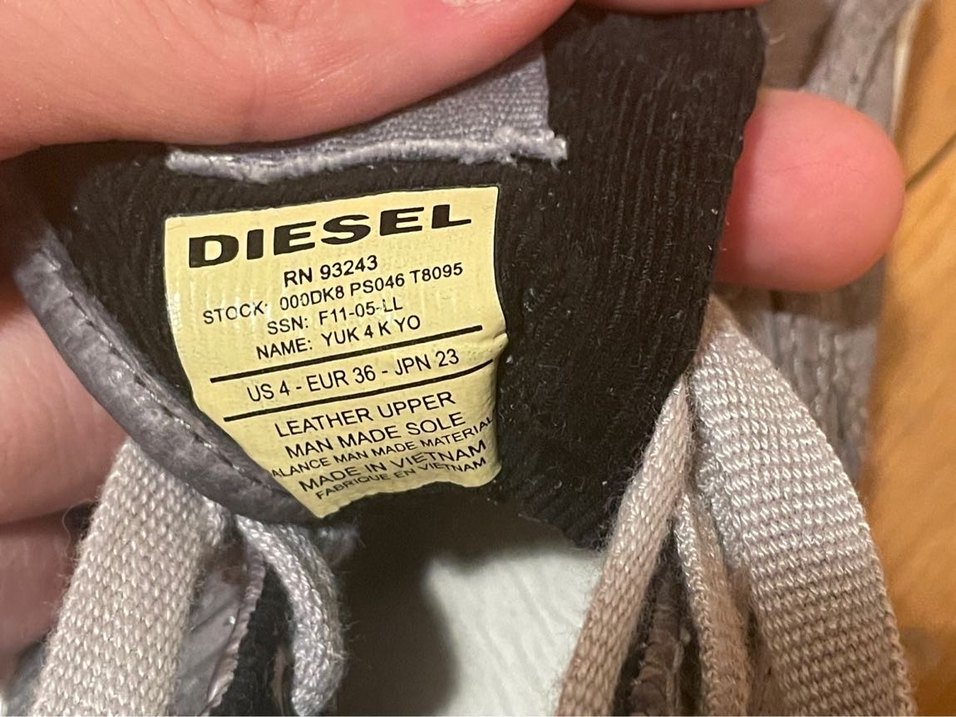 DIESEL
RN 93243
STOCK: 000DK8 PS046 T8095
SSN: F11-05-LL
NAME: YUK 4 K YO
US 4 - EUR 36 - JPN 23
LEATHER UPPER
MAN MADE SOLE
ALANCE MAN MADE MATERIAL
MADE IN VIETNAM
FABRIQUE EN VIETNAM